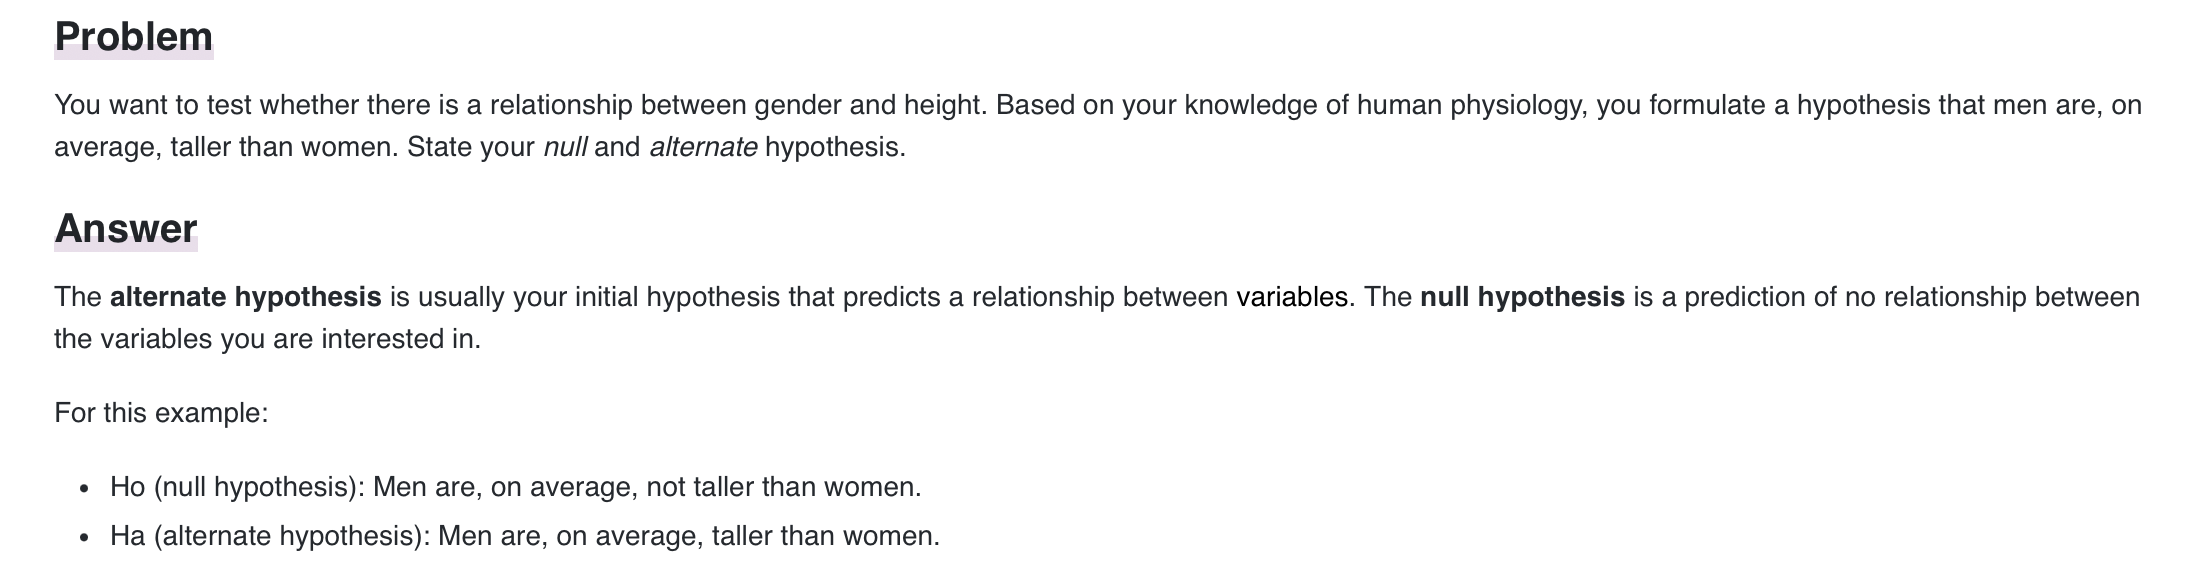 Problem
You want to test whether there is a relationship between gender and height. Based on your knowledge of human physiology, you formulate a hypothesis that men are, on
average, taller than women. State your null and alternate hypothesis.
Answer
The alternate hypothesis is usually your initial hypothesis that predicts a relationship between variables. The null hypothesis is a prediction of no relationship between
the variables you are interested in.
For this example:
• Ho (null hypothesis): Men are, on average, not taller than women.
• Ha (alternate hypothesis): Men are, on average, taller than women.